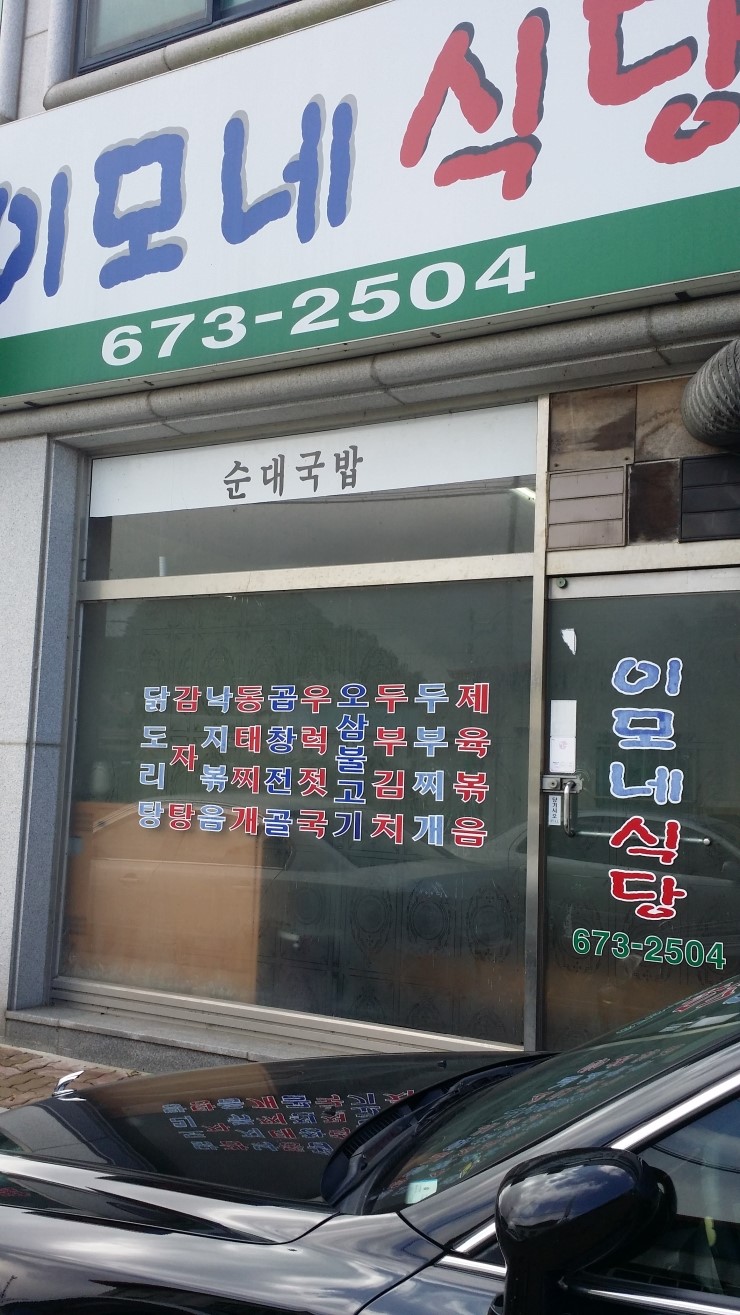 이모네 식당
673-2504
순대국밥
닭도리탕
감자탕
낙지볶음
동태찌개
곱창전골
우럭젓국
오삼불고기
두부김치
두부찌개
제육볶음
이모네식당
673-2504